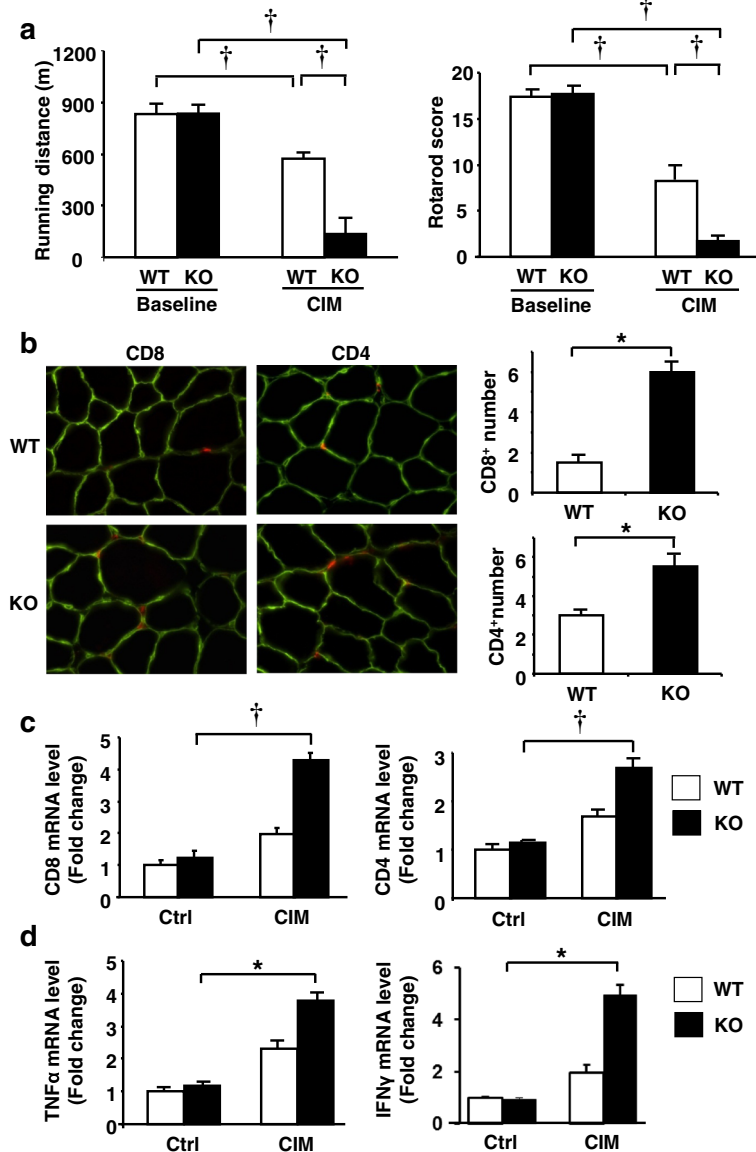 a
†
†
†
Running distance (m)
1200
900
600
300
0
WT KO WT KO
Baseline CIM
†
†
†
Rotarod score
20
15
10
5
0
WT KO WT KO
Baseline CIM
b
CD8 CD4
WT
KO
*
CD8⁺ number
6
4
2
0
WT KO
*
CD4⁺number
6
4
2
0
WT KO
c
†
CD8 mRNA level
(Fold change)
5
4
3
2
1
0
Ctrl CIM
†
CD4 mRNA level
(Fold change)
3
2
1
0
Ctrl CIM
WT
KO
d
*
TNFα mRNA level
(Fold change)
5
4
3
2
1
0
Ctrl CIM
*
IFNγ mRNA level
(Fold change)
6
4
2
0
Ctrl CIM
WT
KO